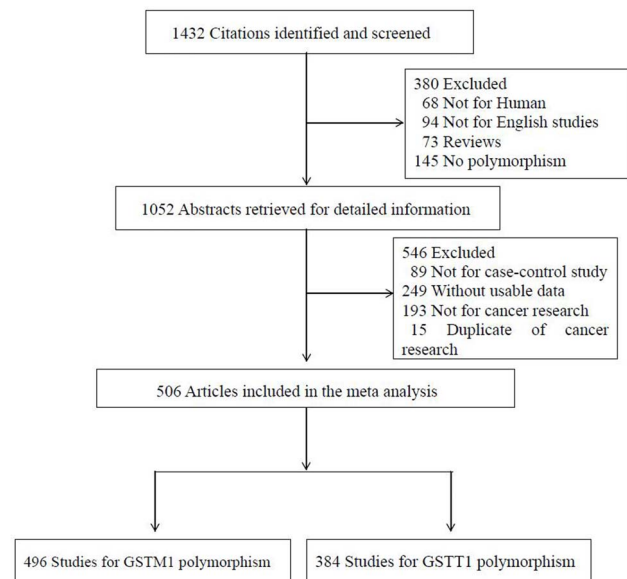 1432 Citations identified and screened
380 Excluded
68 Not for Human
94 Not for English studies
73 Reviews
145 No polymorphism
1052 Abstracts retrieved for detailed information
546 Excluded
89 Not for case-control study
249 Without usable data
193 Not for cancer research
15 Duplicate of cancer
research
506 Articles included in the meta analysis
496 Studies for GSTM1 polymorphism
384 Studies for GSTT1 polymorphism